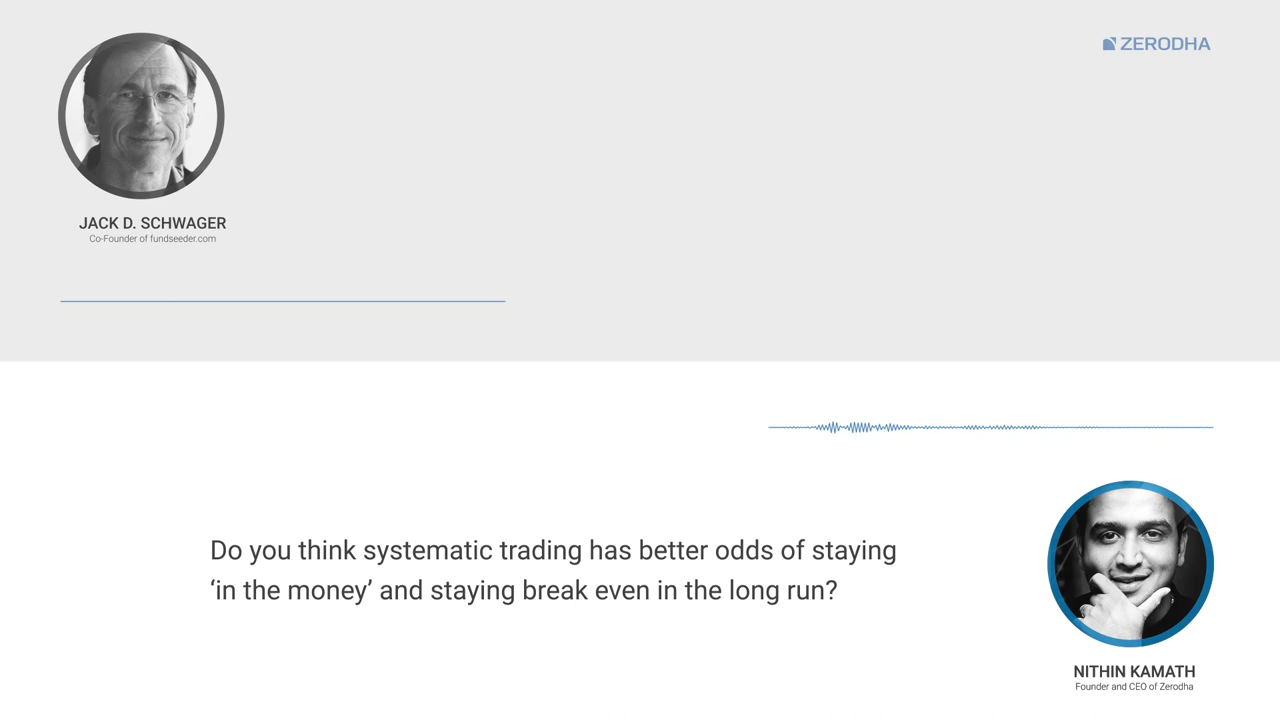 ZERODHA
JACK D. SCHWAGER
Co-Founder of fundseeder.com
Do you think systematic trading has better odds of staying
‘in the money’ and staying break even in the long run?
NITHIN KAMATH
Founder and CEO of Zerodha